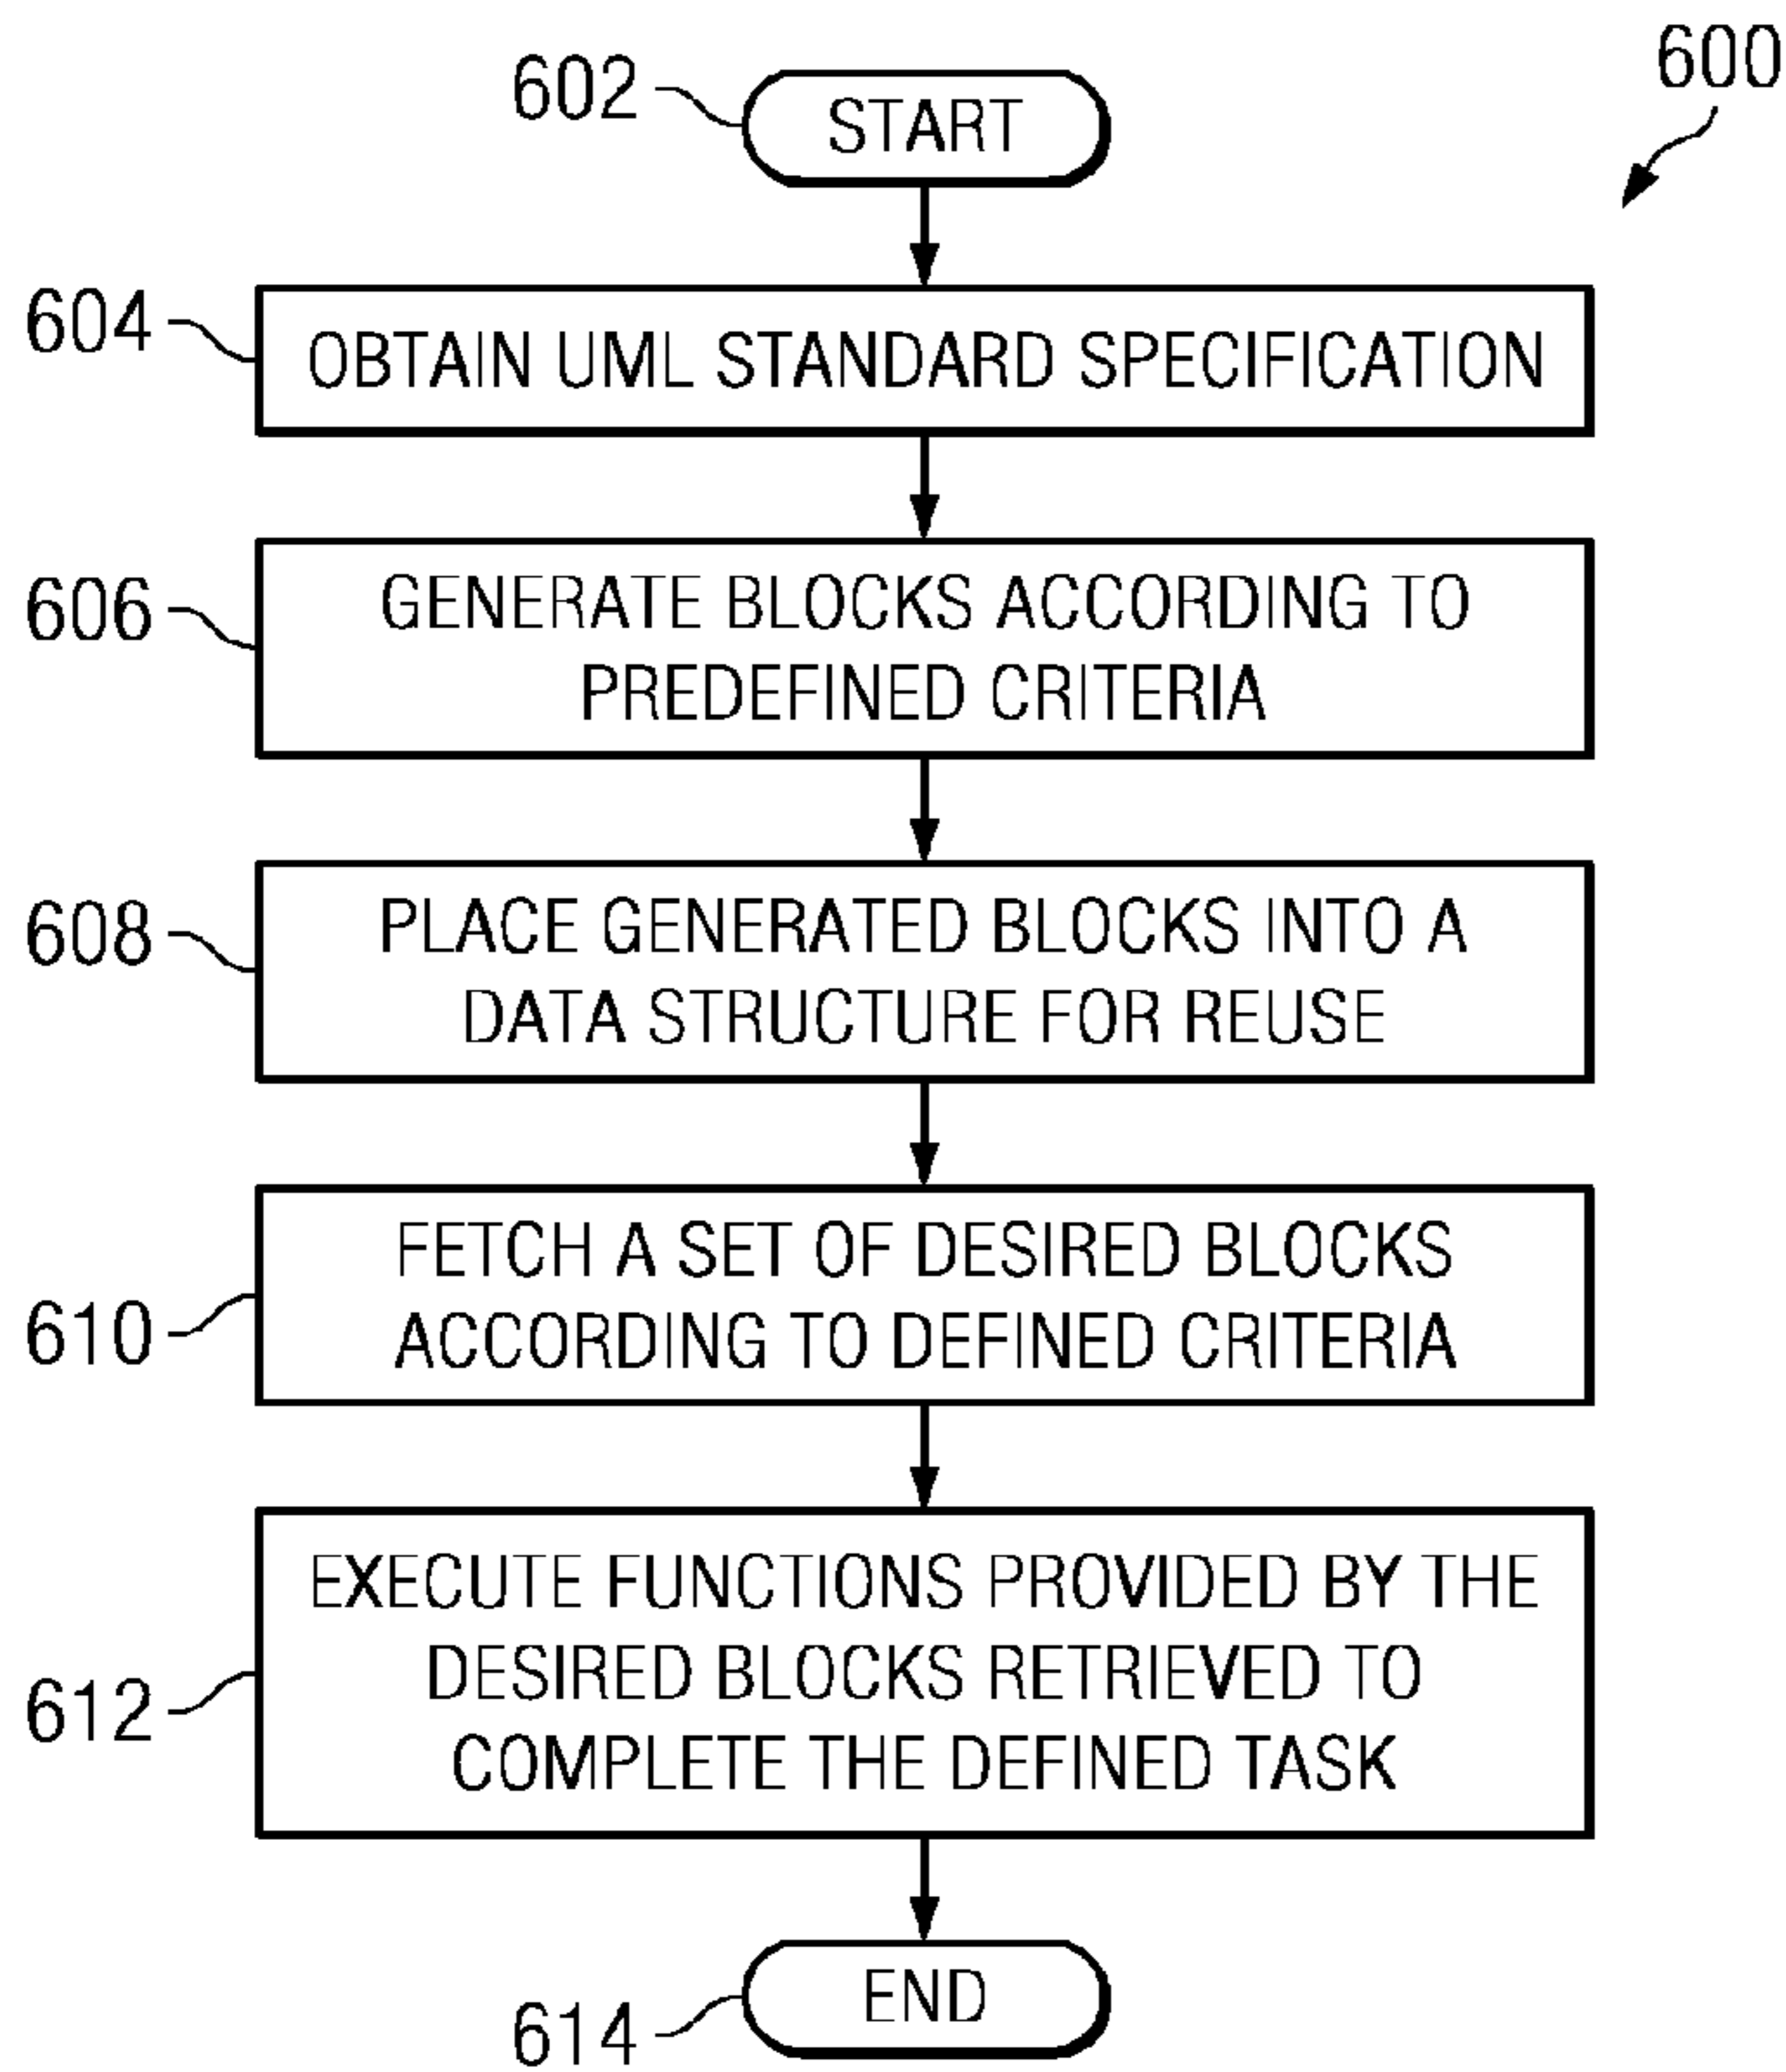 600
602
START
604
OBTAIN UML STANDARD SPECIFICATION
606
GENERATE BLOCKS ACCORDING TO
PREDEFINED CRITERIA
608
PLACE GENERATED BLOCKS INTO A
DATA STRUCTURE FOR REUSE
610
FETCH A SET OF DESIRED BLOCKS
ACCORDING TO DEFINED CRITERIA
612
EXECUTE FUNCTIONS PROVIDED BY THE
DESIRED BLOCKS RETRIEVED TO
COMPLETE THE DEFINED TASK
614
END